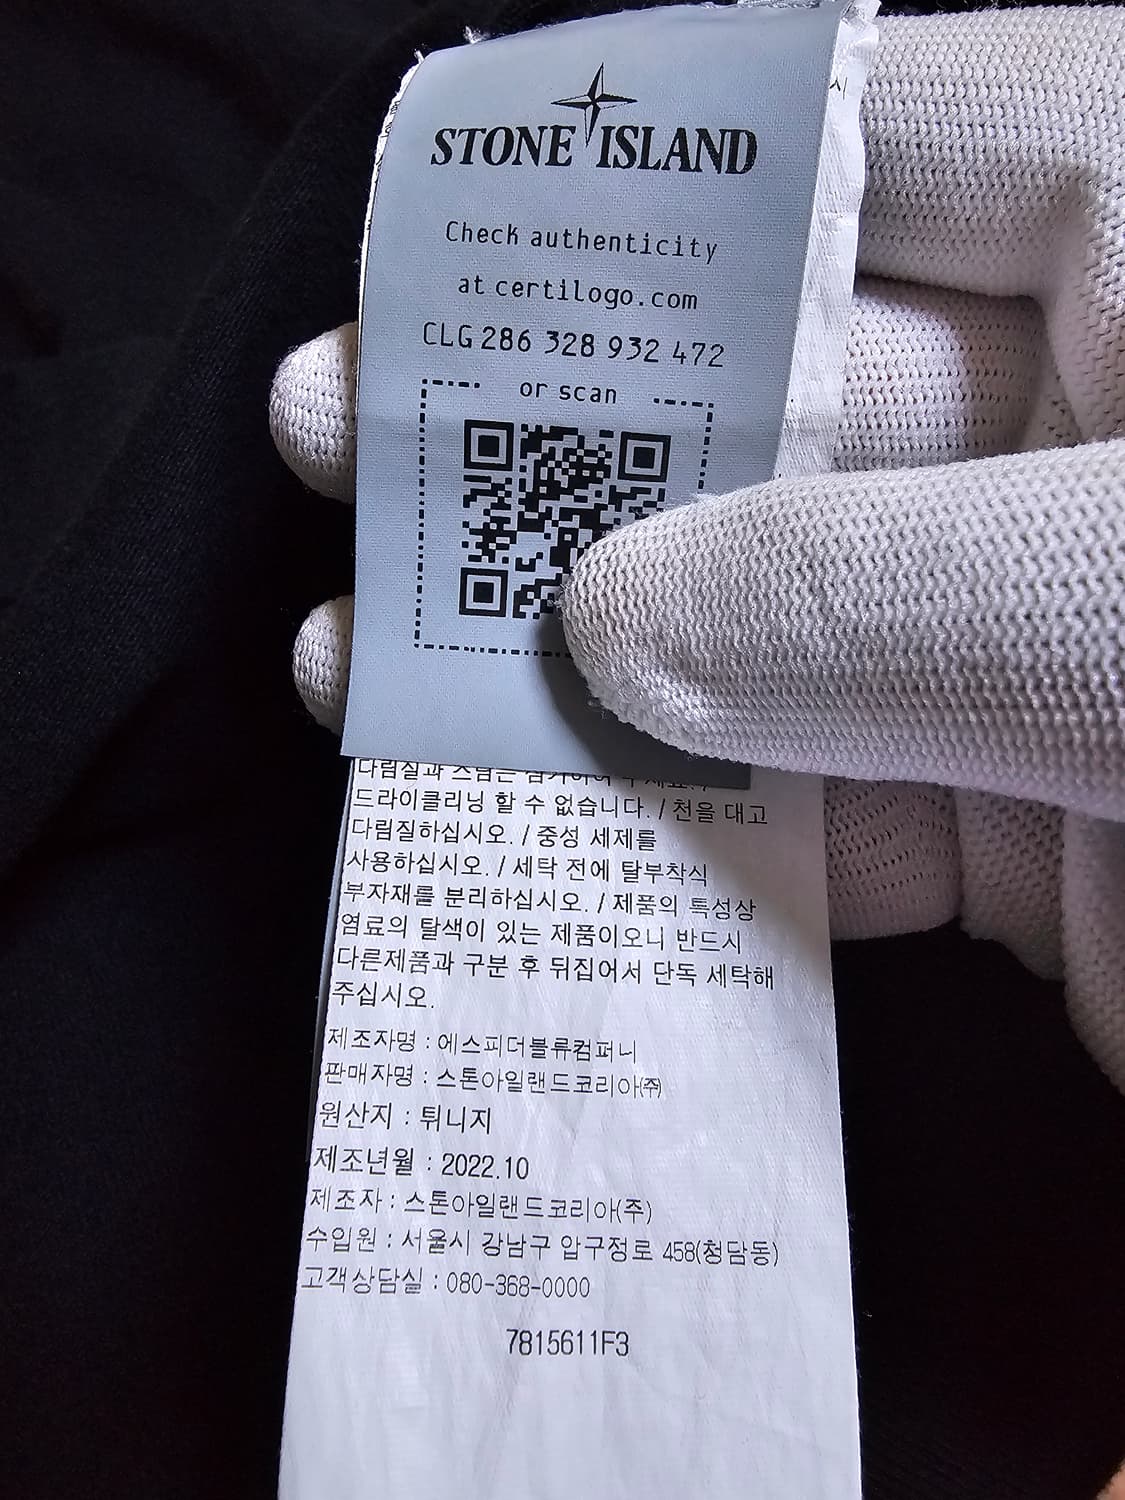 STONE ISLAND
Check authenticity
at certilogo.com
CLG 286 328 932 472
or scan
다림질과 스팀은
드라이클리닝 할 수 없습니다. / 천을 대고
다림질하십시오. / 중성 세제를
사용하십시오. / 세탁 전에 탈부착식
부자재를 분리하십시오. / 제품의 특성상
염료의 탈색이 있는 제품이오니 반드시
다른제품과 구분 후 뒤집어서 단독 세탁해
주십시오.
제조자명 : 에스피더블류컴퍼니
판매자명 : 스톤아일랜드코리아㈜
원산지 : 튀니지
제조년월 : 2022.10
제조자 : 스톤아일랜드코리아(주)
수입원 : 서울시 강남구 압구정로 458(청담동)
고객상담실 : 080-368-0000
7815611F3